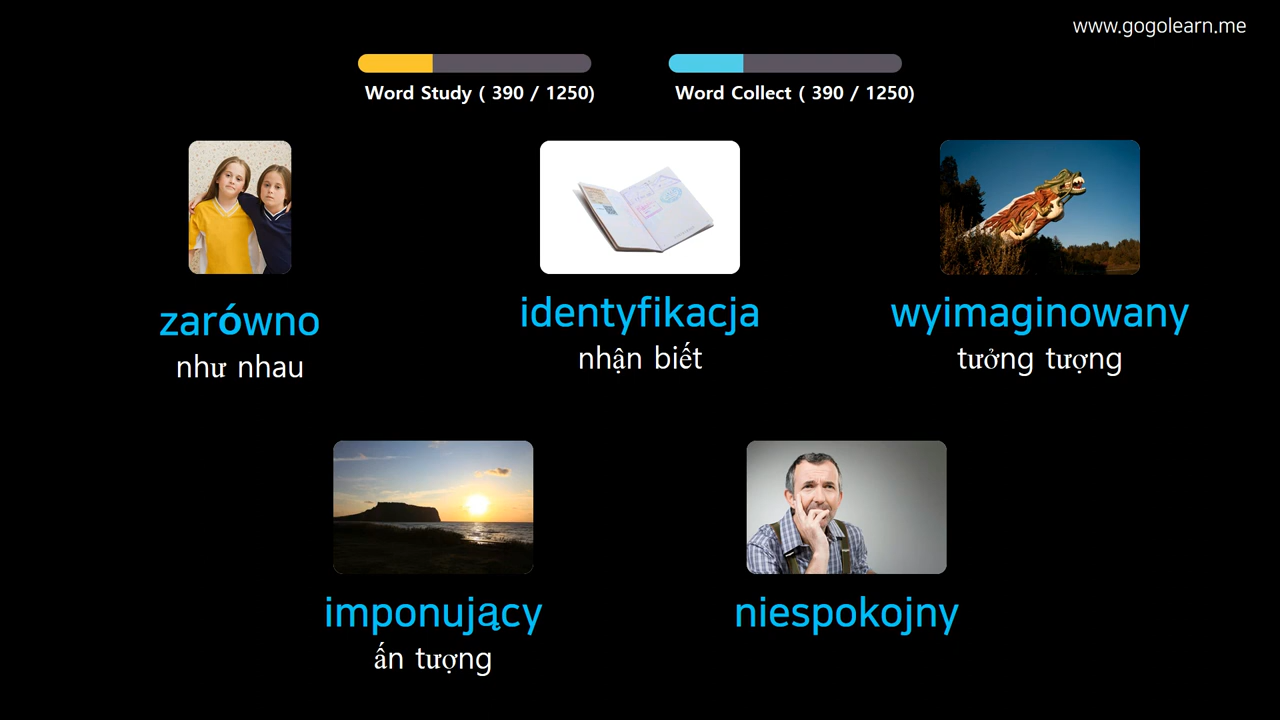 www.gogolearn.me
Word Study ( 390 / 1250)
Word Collect ( 390 / 1250)
zarówno
như nhau
identyfikacja
nhận biết
wyimaginowany
tưởng tượng
imponujący
ấn tượng
niespokojny